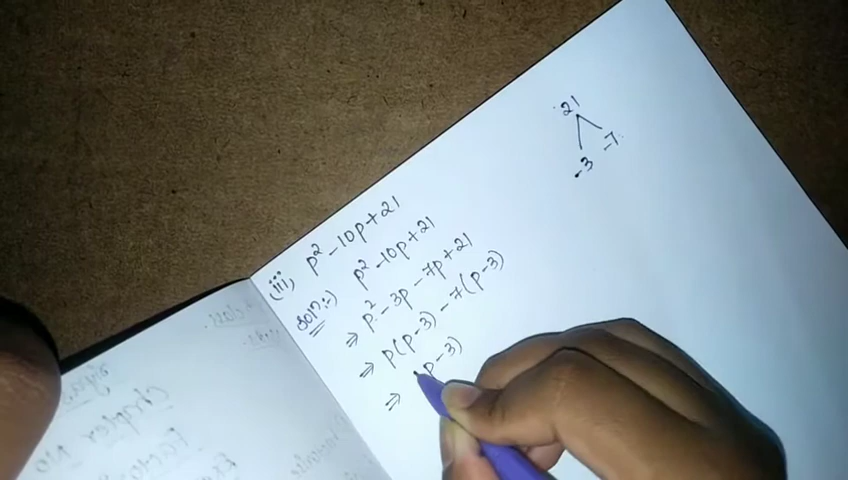 21
-3 -7
(iii) p² - 10p + 21
Soln:-) p² - 10p + 21
⇒ p² - 3p - 7p + 21
⇒ p(p-3) - 7(p-3)
⇒ p-3)
Chapter No